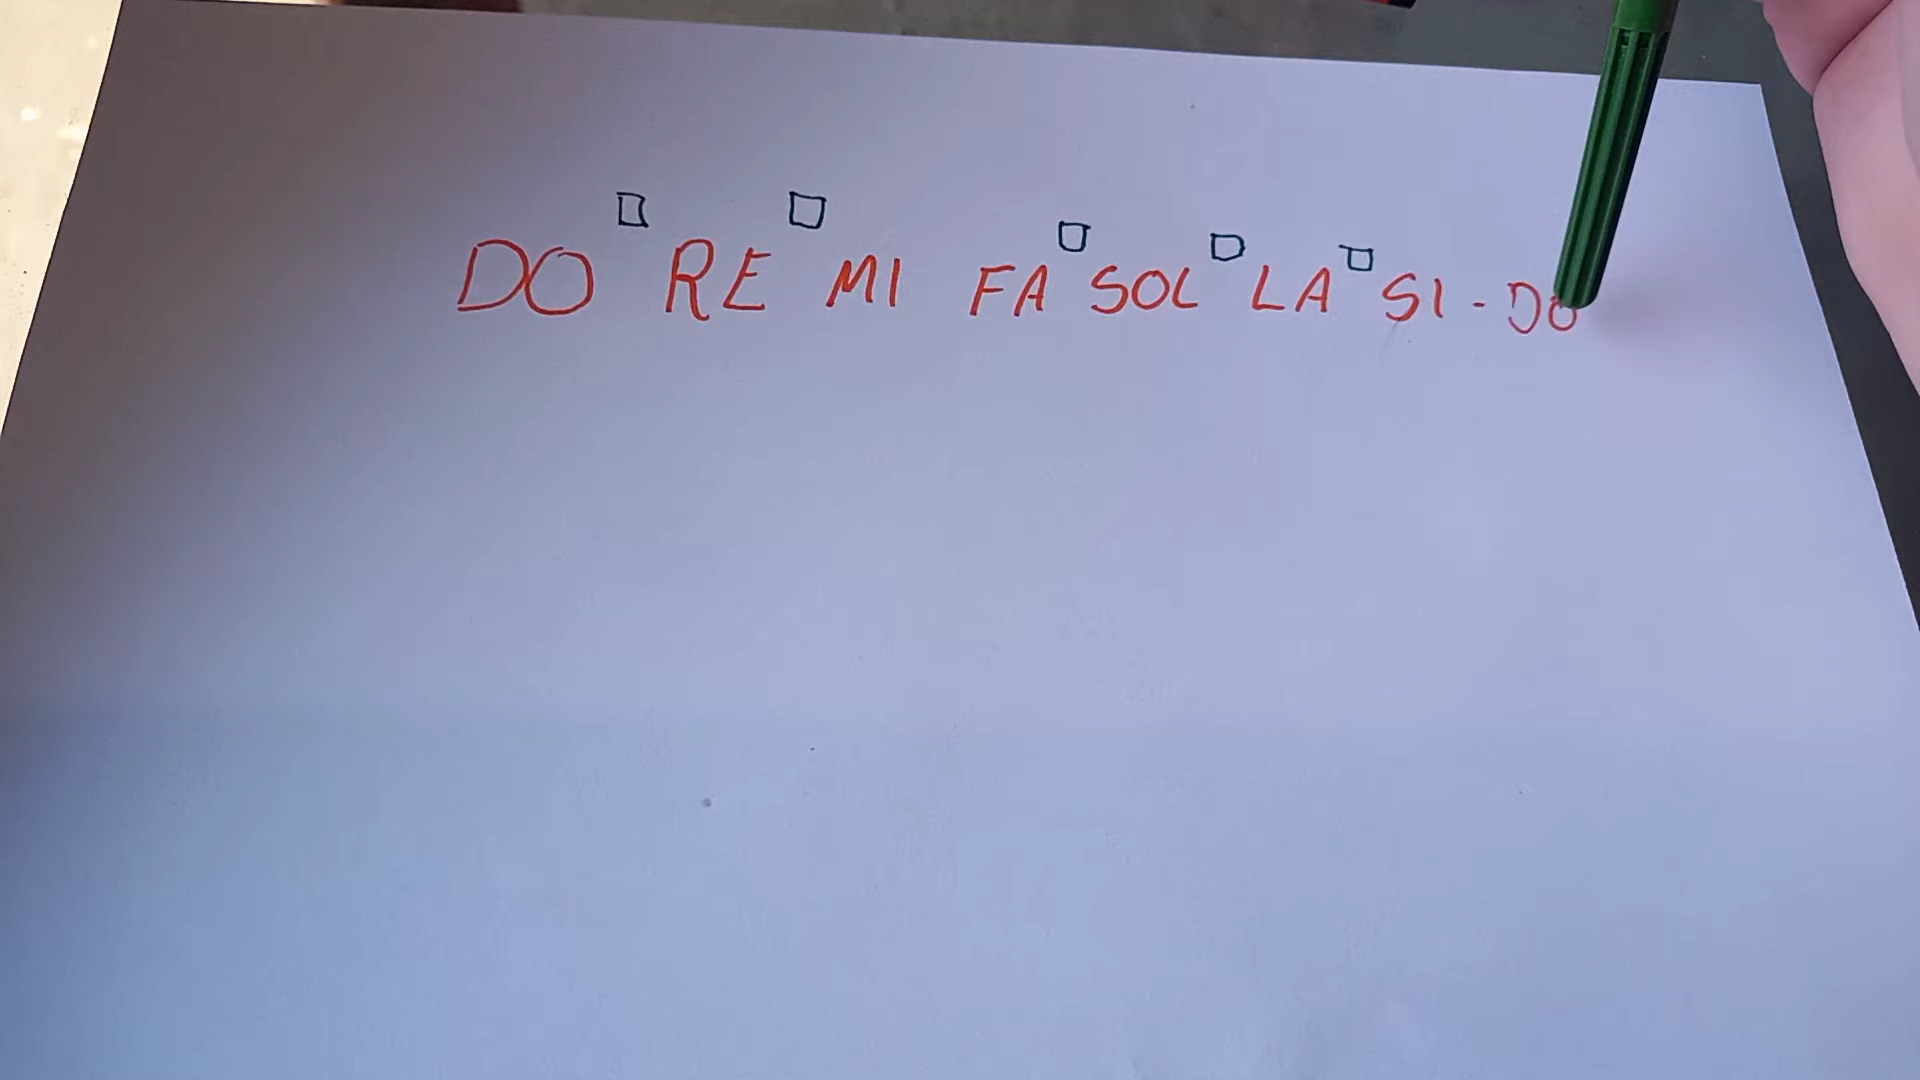 DO RE MI FA SOL LA SI - DO